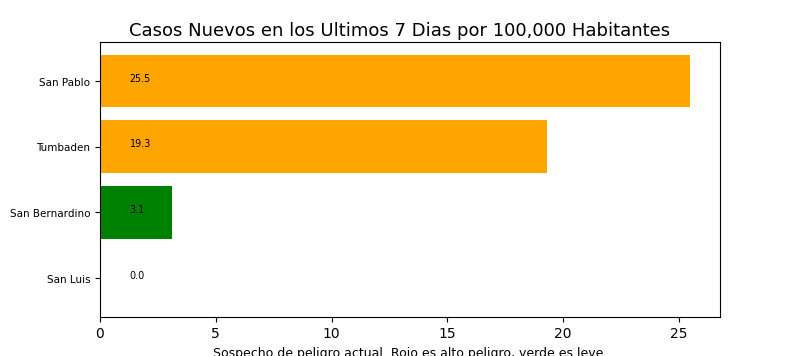 Casos Nuevos en los Ultimos 7 Dias por 100,000 Habitantes
San Pablo 25.5
Tumbaden 19.3
San Bernardino 3.1
San Luis 0.0
0 5 10 15 20 25
Sospecho de peligro actual. Rojo es alto peligro, verde es leve